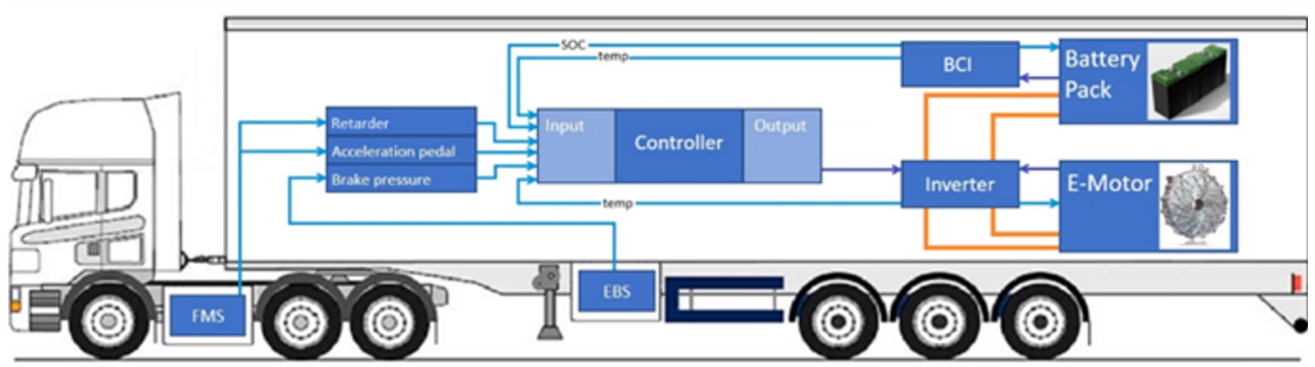 SOC
temp
BCI
Battery
Pack
Retarder
Acceleration pedal
Brake pressure
Input
Controller
Output
Inverter
E-Motor
temp
EBS
FMS